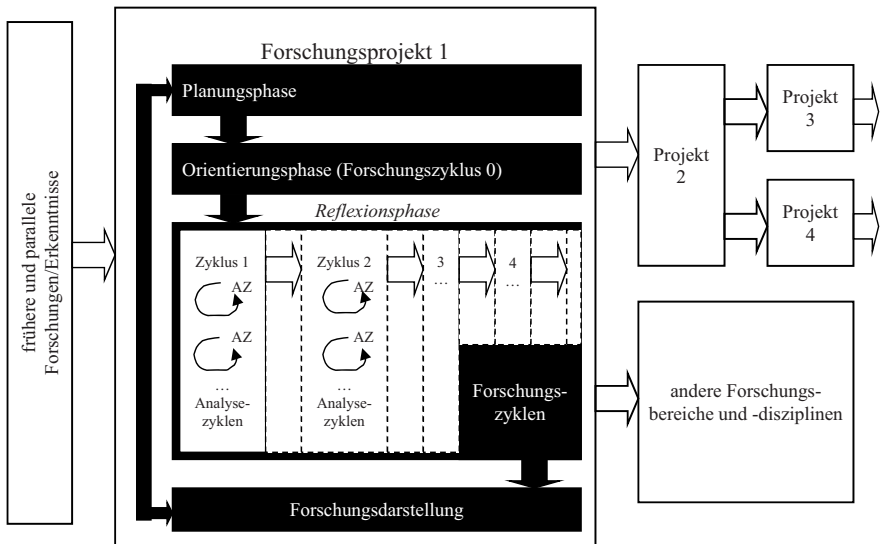 frühere und parallele
Forschungen/Erkenntnisse
Forschungsprojekt 1
Planungsphase
Orientierungsphase (Forschungszyklus 0)
Reflexionsphase
Zyklus 1
AZ
AZ
…
Analyse-
zyklen
Zyklus 2
AZ
AZ
…
Analyse-
zyklen
3
…
4
…
Forschungs-
zyklen
Forschungsdarstellung
Projekt
2
Projekt
3
Projekt
4
andere Forschungs-
bereiche und -disziplinen